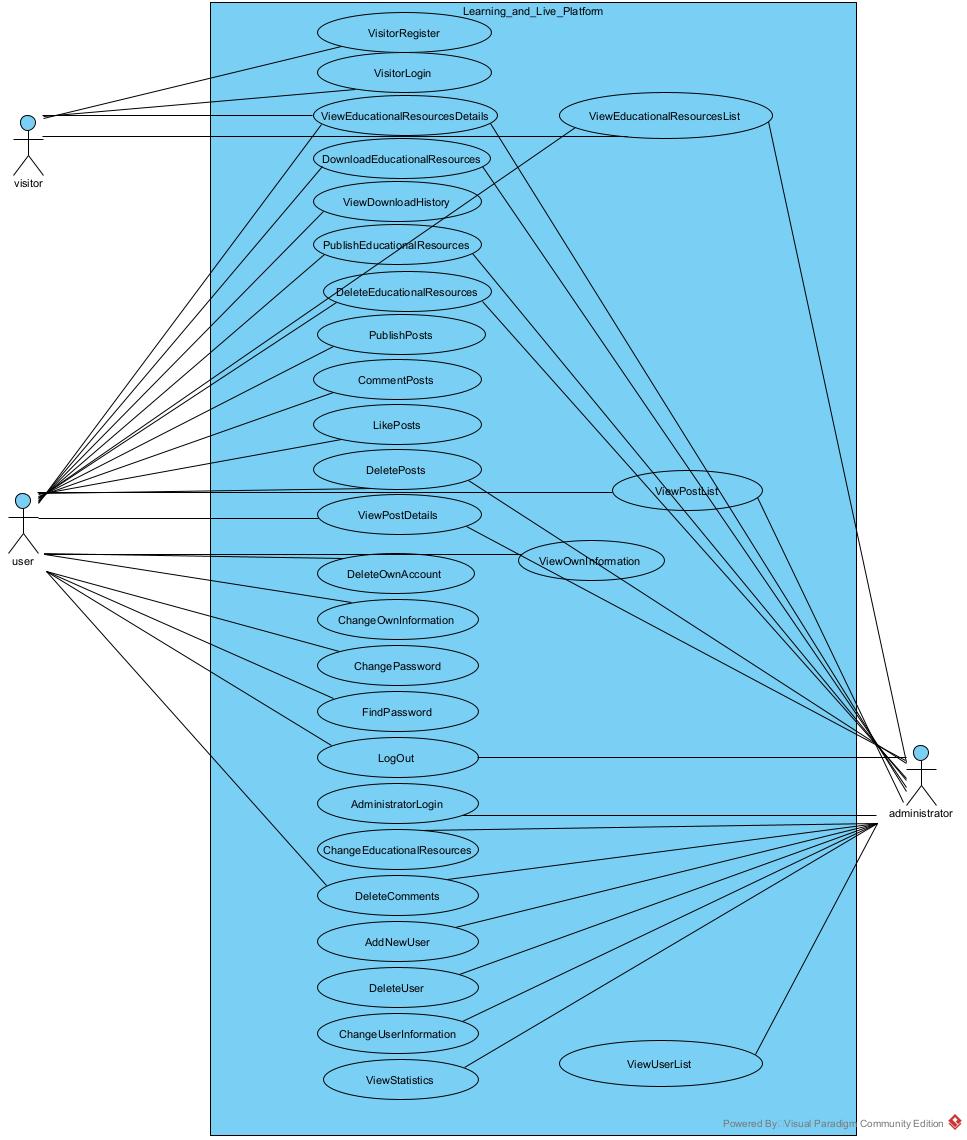 Learning_and_Live_Platform
VisitorRegister
VisitorLogin
ViewEducationalResourcesDetails
ViewEducationalResourcesList
visitor
DownloadEducationalResources
ViewDownloadHistory
PublishEducationalResources
DeleteEducationalResources
PublishPosts
CommentPosts
LikePosts
DeletePosts
ViewPostList
ViewPostDetails
user
ViewOwnInformation
DeleteOwnAccount
ChangeOwnInformation
ChangePassword
FindPassword
LogOut
AdministratorLogin
administrator
ChangeEducationalResources
DeleteComments
AddNewUser
DeleteUser
ChangeUserInformation
ViewUserList
ViewStatistics
Powered By: Visual Paradigm Community Edition